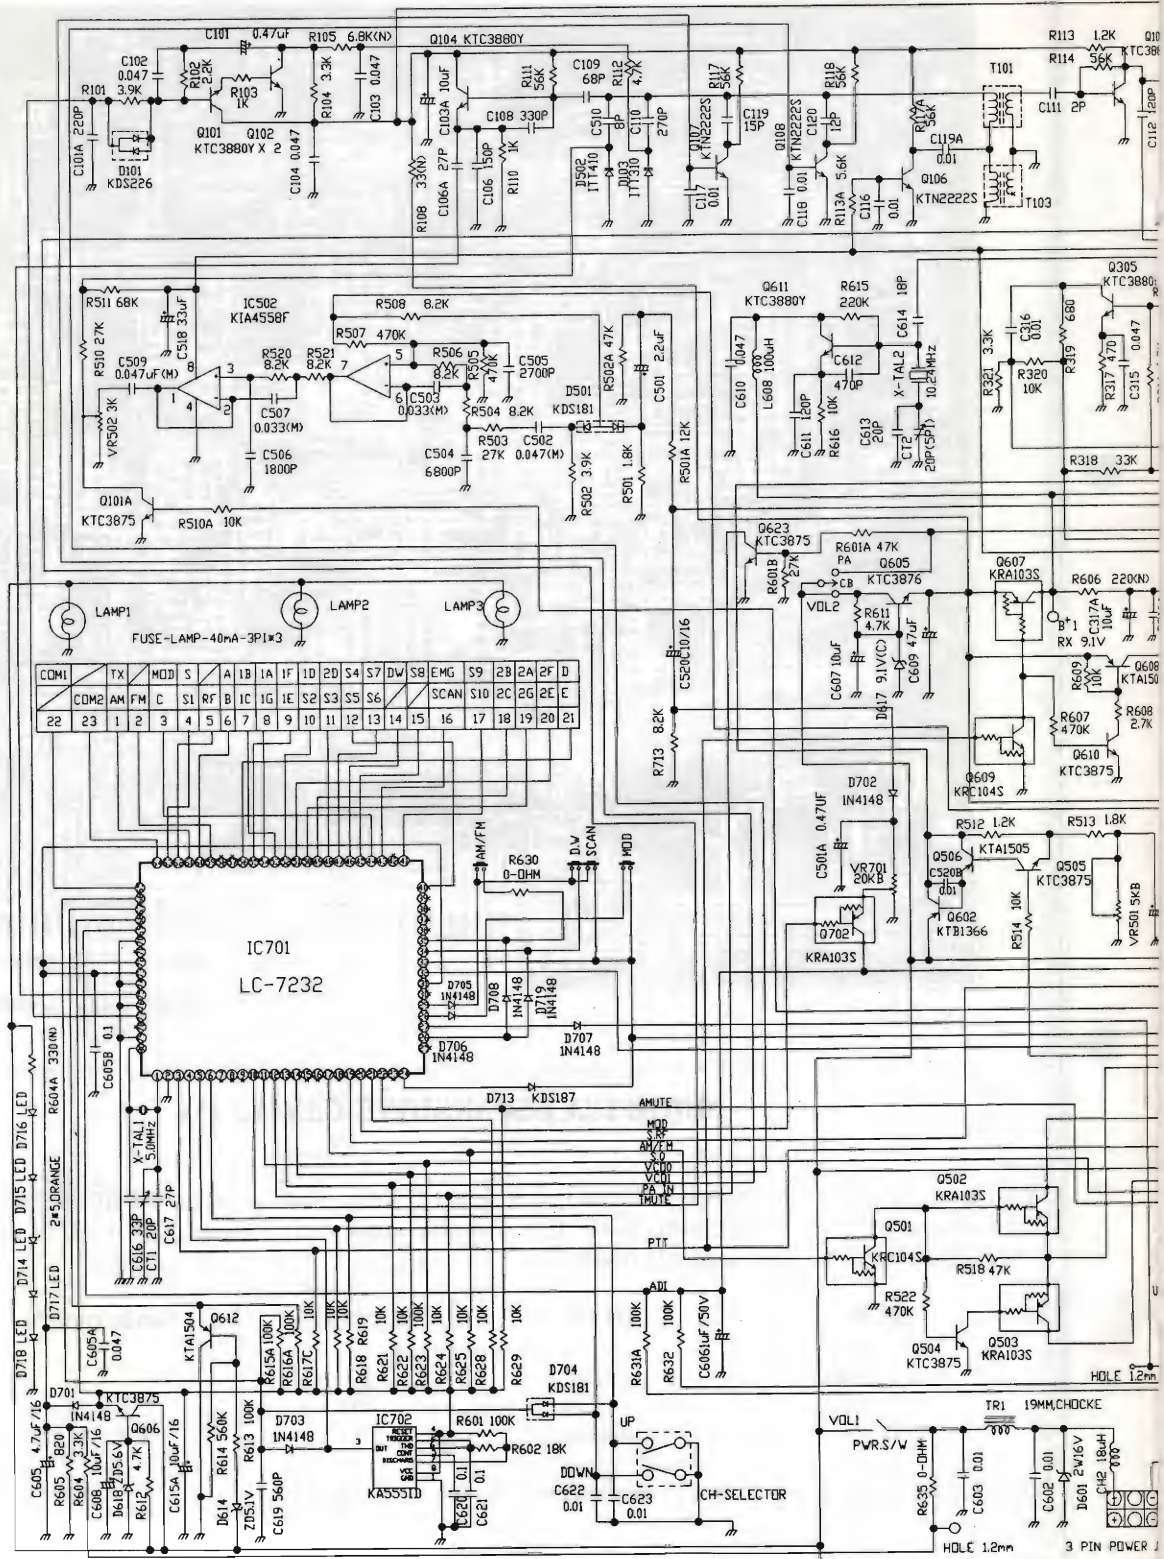 C101 0.47uF
R105 6.8K(N)
Q104 KTC3880Y
C102 0.047
R102 2.2K
R101 3.9K
R103 1K
R104 3.3K
C103 0.047
C103A 10uF
R111 56K
C109 68P
R112 4.7K
R117 56K
R118 56K
R113 1.2K
R114 56K
T101
C111 2P
C112 120P
C101A 220P
D101 KDS226
Q101 Q102
KTC3880Y X 2
C104 0.047
R108 33(N)
C106A 27P
C106 150P
C108 330P
R110 1K
C510 8P
C110 270P
D502 ITT410
D103 ITT310
Q107 KTN2222S
C119 15P
C117 0.01
Q108 KTN2222S
C120 12P
C118 0.01
R113A 5.6K
R117A 56K
C119A 0.01
C116 0.01
Q106 KTN2222S
T103
R511 68K
R510 27K
C518 33uF
IC502
KIA4558F
C509 0.047uF(M)
VR502 3K
R520 8.2K
R521 8.2K
C507 0.033(M)
C506 1800P
R508 8.2K
R507 470K
R506 8.2K
R505 470K
C505 2700P
C503 0.033(M)
R504 8.2K
R503 27K
C504 6800P
C502 0.047(M)
D501 KDS181
R502A 47K
C501 2.2uF
R502 3.9K
R501 1.8K
R501A 12K
Q101A
KTC3875
R510A 10K
Q611
KTC3880Y
R615 220K
C614 18P
C610 0.047
L608 100uH
C612 470P
C611 120P
R616 10K
C613 20P
X-TAL2 10.24MHz
CT2 20P(5P1)
Q305
R321 3.3K
C316 0.01
R320 10K
R319 680
R317 470
C315 0.047
R318 33K
Q623
KTC3875
R601A 47K
R601B 27K
PA
CB
VOL2
Q605
KTC3876
R611 4.7K
C607 10uF
D617 9.1V(C)
C609 47uF
Q607
KRA103S
R606 220(N)
C317A 10uF
B+1
RX 9.1V
R609 10K
Q608
R607 470K
R608 2.7K
Q610
KTC3875
Q609
KRC104S
C520C10/16
R713 8.2K
LAMP1
LAMP2
LAMP3
FUSE-LAMP-40mA-3PI*3
COM1 TX MOD S A 1B 1A 1F 1D 2D S4 S7 DW S8 EMG S9 2B 2A 2F D
COM2 AM FM C S1 RF B 1C 1G 1E S2 S3 S5 S6 SCAN S10 2C 2G 2E E
22 23 1 2 3 4 5 6 7 8 9 10 11 12 13 14 15 16 17 18 19 20 21
AM/FM
R630
0-OHM
D.W
SCAN
MOD
IC701
LC-7232
D705 1N4148
D706 1N4148
D708 1N4148
D719 1N4148
D707 1N4148
D713 KDS187
D702 1N4148
C501A 0.47UF
VR701 20KB
Q702
KRA103S
R512 1.2K
KTA1505
Q506
C520B 0.01
Q602
KTB1366
Q505
KTC3875
R513 1.8K
R514 10K
VR501 5KB
R604A 330(N)
C605B 0.1
D716 LED
D715 LED
D714 LED
D717 LED
D718 LED
2*5,ORANGE
X-TAL1 5.0MHz
C616 33P
CT1 20P
C617 27P
AMUTE
MOD
S.RF
AM/FM
S.Q
VCO0
VCO1
PA IN
TMUTE
PTT
ADI
Q502
KRA103S
Q501
KRC104S
R518 47K
R522 470K
Q504
KTC3875
Q503
KRA103S
HOLE 1.2mm
C605A 0.047
Q612
KTA1504
R615A 100K
R616A 100K
R617E 10K
R618 10K
R619 10K
R621 10K
R622 10K
R623 10K
R624 10K
R625 10K
R628 10K
R629 10K
R631A 100K
R632 100K
C6061uF/50V
D701 1N4148
KTC3875
Q606
C605 4.7uF/16
R605 820
R604 3.3K
C608 10uF/16
D618 ZD5.6V
R612 4.7K
C615A 10uF/16
R614 560K
D614 ZD5.1V
R613 100K
C619 560P
D703 1N4148
IC702
KA555ID
RESET
TRIGGER
THD
CONT
DISCHARG
VCC
GND
OUT
R601 100K
R602 18K
C620 0.1
C621 0.1
D704
KDS181
UP
DOWN
C622 0.01
C623 0.01
CH-SELECTOR
VOL1
PWR.S/W
R635 0-OHM
C603 0.01
TR1 19MM,CHOCKE
C602 0.01
D601 2W16V
CH2 18uH
HOLE 1.2mm
3 PIN POWER